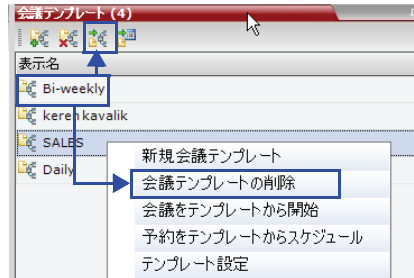 会議テンプレート (4)
表示名
Bi-weekly
keren kavalik
SALES
Daily
新規会議テンプレート
会議テンプレートの削除
会議をテンプレートから開始
予約をテンプレートからスケジュール
テンプレート設定